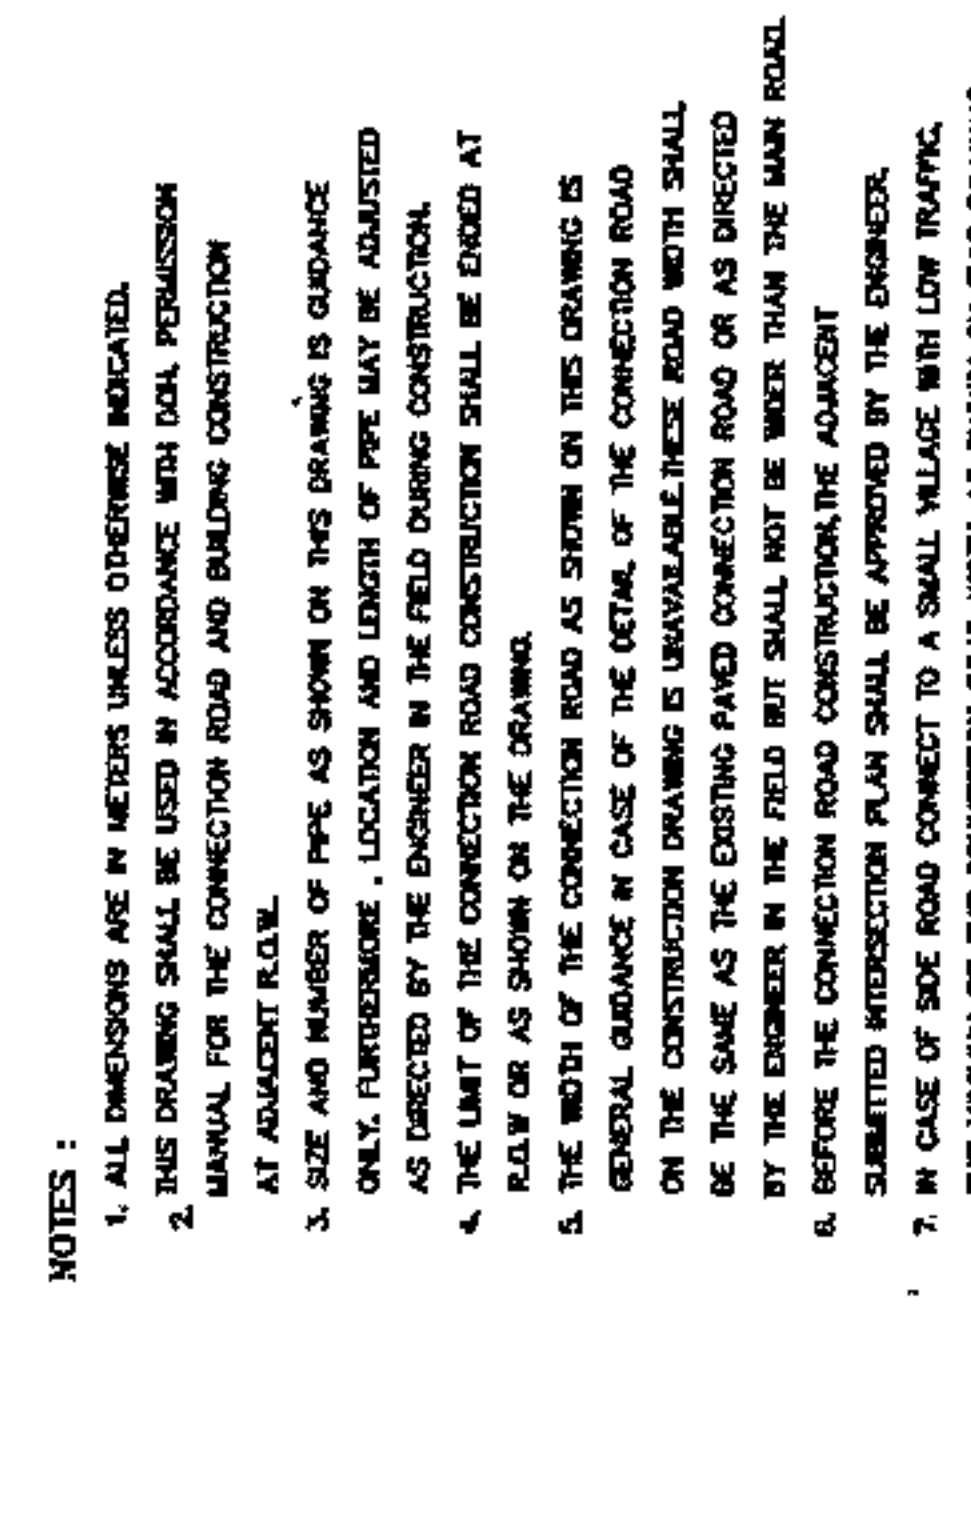 NOTES :
1. ALL DIMENSIONS ARE IN METERS UNLESS OTHERWISE INDICATED.
2. THIS DRAWING SHALL BE USED IN ACCORDANCE WITH DOH. PERMISSION
MANUAL FOR THE CONNECTION ROAD AND BUILDING CONSTRUCTION
AT ADJACENT R.O.W.
3. SIZE AND NUMBER OF PIPE AS SHOWN ON THIS DRAWING IS GUIDANCE
ONLY. FURTHERMORE , LOCATION AND LENGTH OF PIPE MAY BE ADJUSTED
AS DIRECTED BY THE ENGINEER IN THE FIELD DURING CONSTRUCTION.
4. THE LIMIT OF THE CONNECTION ROAD CONSTRUCTION SHALL BE ENDED AT
R.O.W OR AS SHOWN ON THE DRAWING.
5. THE WIDTH OF THE CONNECTION ROAD AS SHOWN ON THIS DRAWING IS
GENERAL GUIDANCE IN CASE OF THE DETAIL OF THE CONNECTION ROAD
ON THE CONSTRUCTION DRAWING IS UNAVAILABLE,THESE ROAD WIDTH SHALL
BE THE SAME AS THE EXISTING PAVED CONNECTION ROAD OR AS DIRECTED
BY THE ENGINEER IN THE FIELD BUT SHALL NOT BE WIDER THAN THE MAIN ROAD.
6. BEFORE THE CONNECTION ROAD CONSTRUCTION,THE ADJACENT
SUBMITTED INTERSECTION PLAN SHALL BE APPROVED BY THE ENGINEER.
7. IN CASE OF SIDE ROAD CONNECT TO A SMALL VILLAGE WITH LOW TRAFFIC,